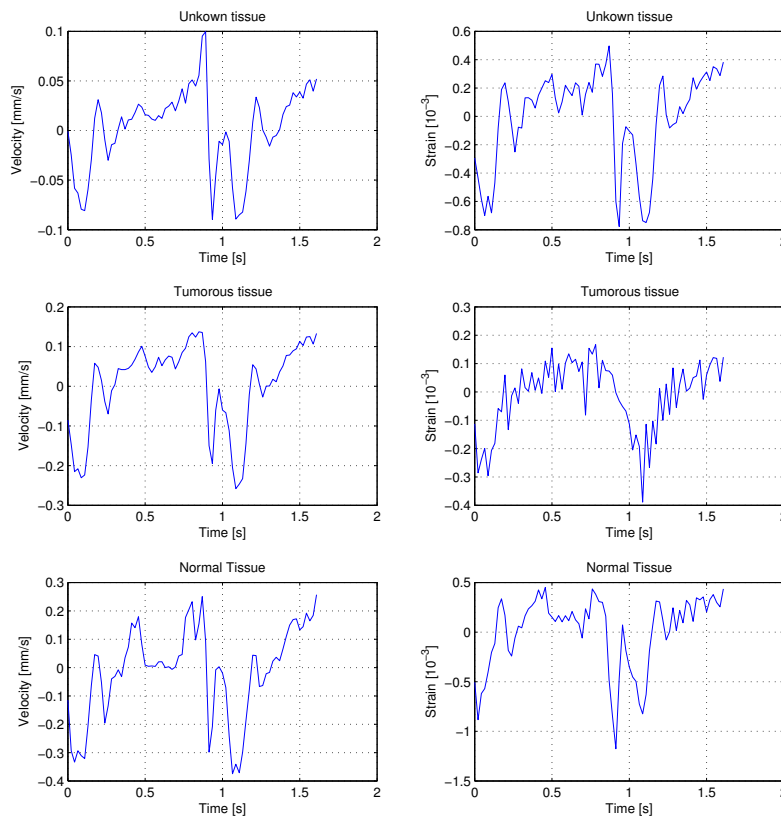 Unkown tissue
0.1
0.05
0
−0.05
−0.1
Velocity [mm/s]
0 0.5 1 1.5 2
Time [s]
Unkown tissue
0.6
0.4
0.2
0
−0.2
−0.4
−0.6
−0.8
Strain [10⁻³]
0 0.5 1 1.5 2
Time [s]
Tumorous tissue
0.2
0.1
0
−0.1
−0.2
−0.3
Velocity [mm/s]
0 0.5 1 1.5 2
Time [s]
Tumorous tissue
0.3
0.2
0.1
0
−0.1
−0.2
−0.3
−0.4
Strain [10⁻³]
0 0.5 1 1.5 2
Time [s]
Normal Tissue
0.3
0.2
0.1
0
−0.1
−0.2
−0.3
−0.4
Velocity [mm/s]
0 0.5 1 1.5 2
Time [s]
Normal Tissue
0.5
0
−0.5
−1
−1.5
Strain [10⁻³]
0 0.5 1 1.5 2
Time [s]